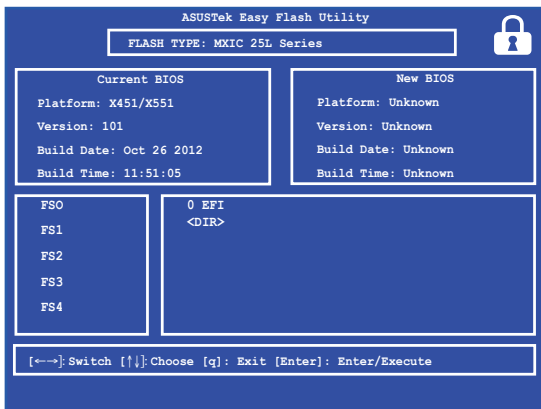 ASUSTek Easy Flash Utility
FLASH TYPE: MXIC 25L Series
Current BIOS
Platform: X451/X551
Version: 101
Build Date: Oct 26 2012
Build Time: 11:51:05
New BIOS
Platform: Unknown
Version: Unknown
Build Date: Unknown
Build Time: Unknown
FSO
FS1
FS2
FS3
FS4
0 EFI
<DIR>
[←→]: Switch [↑↓]: Choose [q]: Exit [Enter]: Enter/Execute